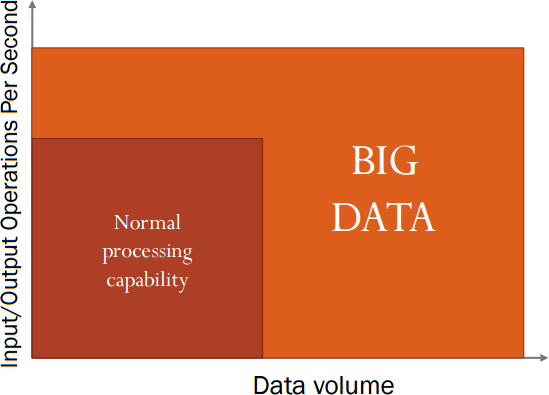 Input/Output Operations Per Second
BIG
DATA
Normal
processing
capability
Data volume